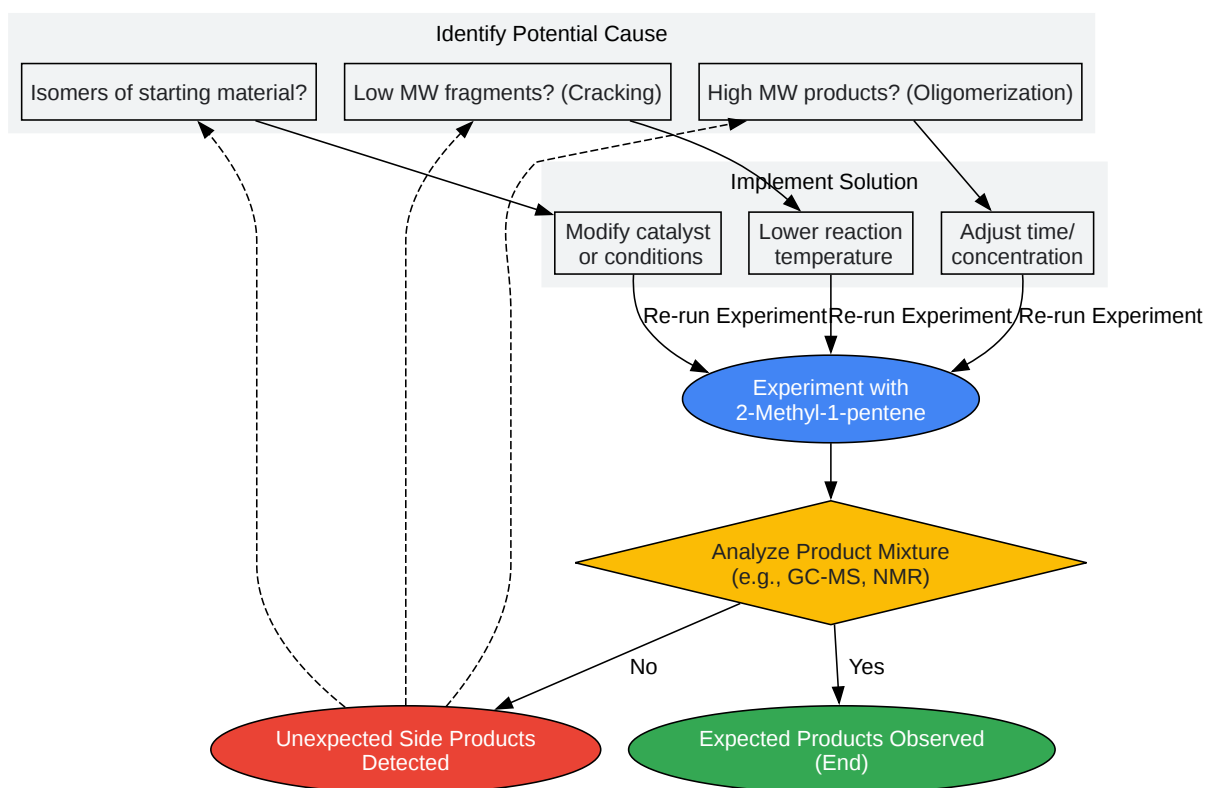 Identify Potential Cause
Isomers of starting material?
Low MW fragments? (Cracking)
High MW products? (Oligomerization)
Implement Solution
Modify catalyst
or conditions
Lower reaction
temperature
Adjust time/
concentration
Re-run Experiment
Re-run Experiment
Re-run Experiment
Experiment with
2-Methyl-1-pentene
Analyze Product Mixture
(e.g., GC-MS, NMR)
No
Yes
Unexpected Side Products
Detected
Expected Products Observed
(End)